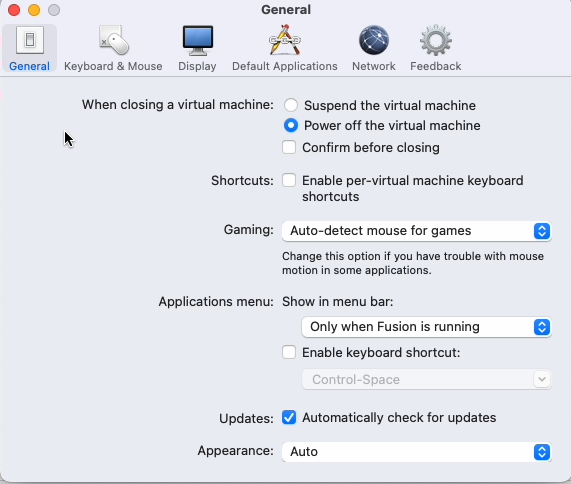 General
General
Keyboard & Mouse
Display
Default Applications
Network
Feedback
When closing a virtual machine:
Suspend the virtual machine
Power off the virtual machine
Confirm before closing
Shortcuts:
Enable per-virtual machine keyboard
shortcuts
Gaming:
Auto-detect mouse for games
Change this option if you have trouble with mouse
motion in some applications.
Applications menu:
Show in menu bar:
Only when Fusion is running
Enable keyboard shortcut:
Control-Space
Updates:
Automatically check for updates
Appearance:
Auto